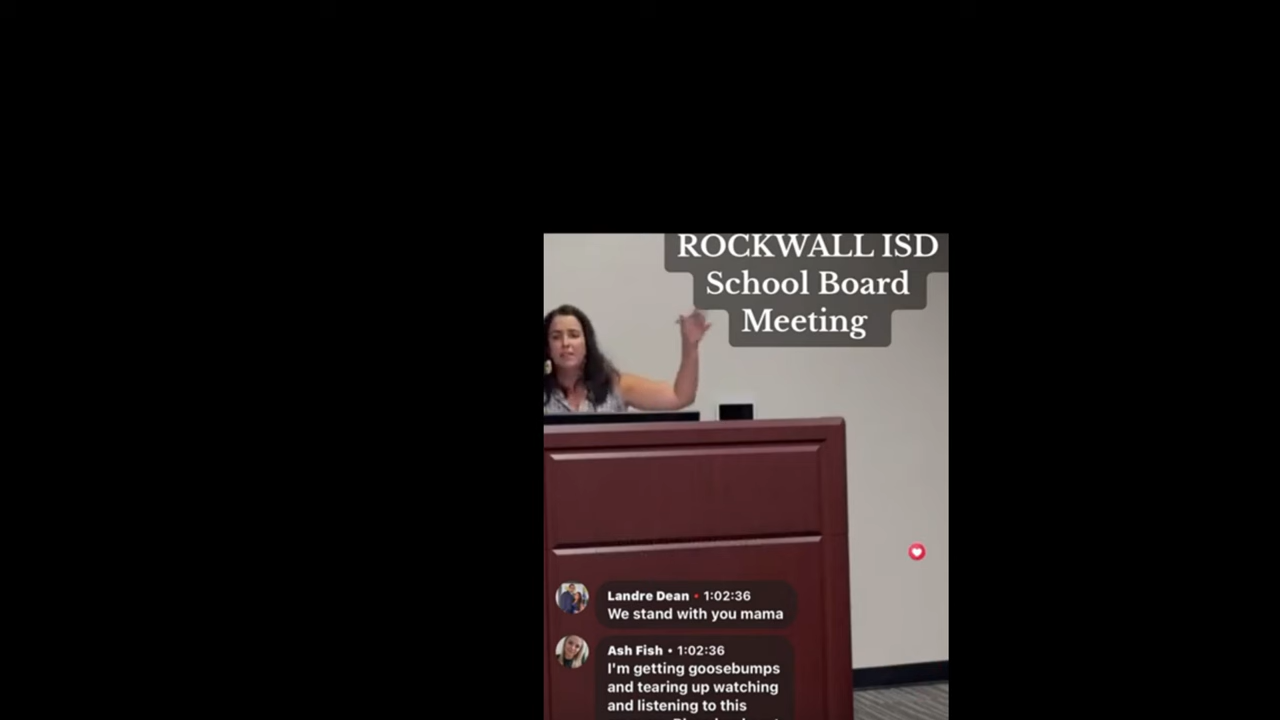 ROCKWALL ISD
School Board
Meeting
Landre Dean • 1:02:36
We stand with you mama
Ash Fish • 1:02:36
I'm getting goosebumps
and tearing up watching
and listening to this